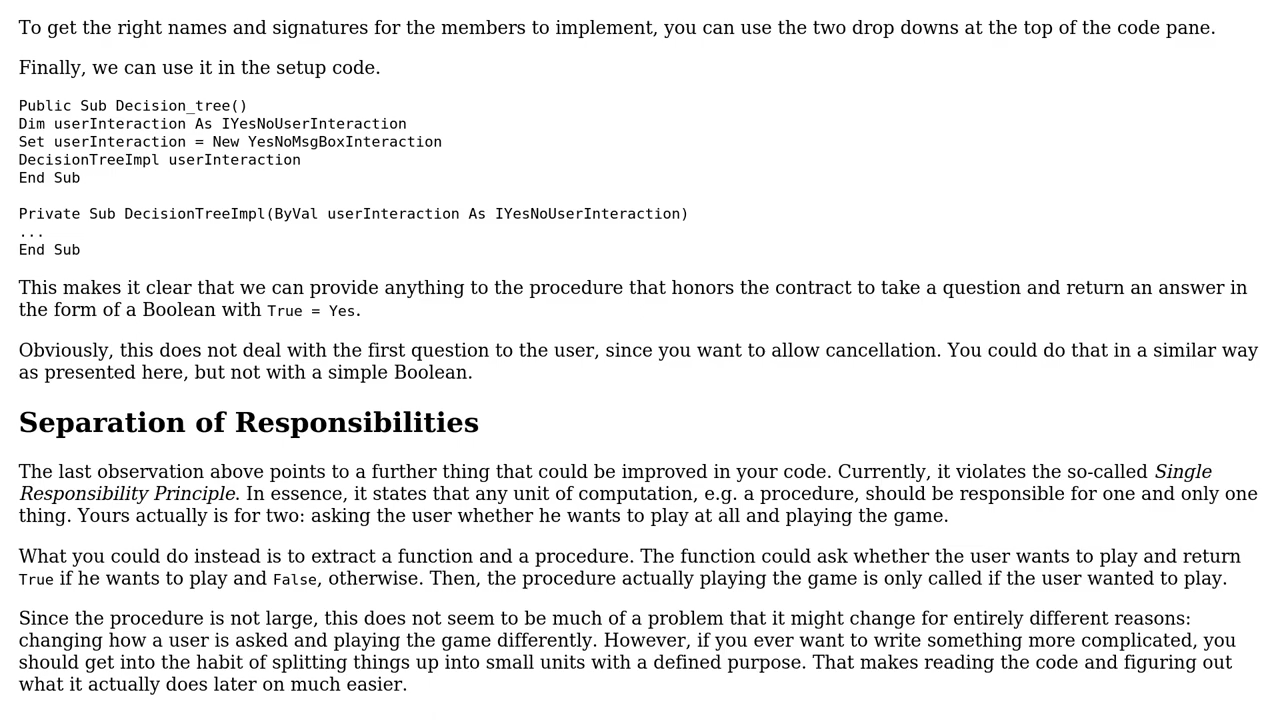 To get the right names and signatures for the members to implement, you can use the two drop downs at the top of the code pane.
Finally, we can use it in the setup code.
Public Sub Decision_tree()
Dim userInteraction As IYesNoUserInteraction
Set userInteraction = New YesNoMsgBoxInteraction
DecisionTreeImpl userInteraction
End Sub
Private Sub DecisionTreeImpl(ByVal userInteraction As IYesNoUserInteraction)
...
End Sub
This makes it clear that we can provide anything to the procedure that honors the contract to take a question and return an answer in
the form of a Boolean with True = Yes.
Obviously, this does not deal with the first question to the user, since you want to allow cancellation. You could do that in a similar way
as presented here, but not with a simple Boolean.
Separation of Responsibilities
The last observation above points to a further thing that could be improved in your code. Currently, it violates the so-called Single
Responsibility Principle. In essence, it states that any unit of computation, e.g. a procedure, should be responsible for one and only one
thing. Yours actually is for two: asking the user whether he wants to play at all and playing the game.
What you could do instead is to extract a function and a procedure. The function could ask whether the user wants to play and return
True if he wants to play and False, otherwise. Then, the procedure actually playing the game is only called if the user wanted to play.
Since the procedure is not large, this does not seem to be much of a problem that it might change for entirely different reasons:
changing how a user is asked and playing the game differently. However, if you ever want to write something more complicated, you
should get into the habit of splitting things up into small units with a defined purpose. That makes reading the code and figuring out
what it actually does later on much easier.